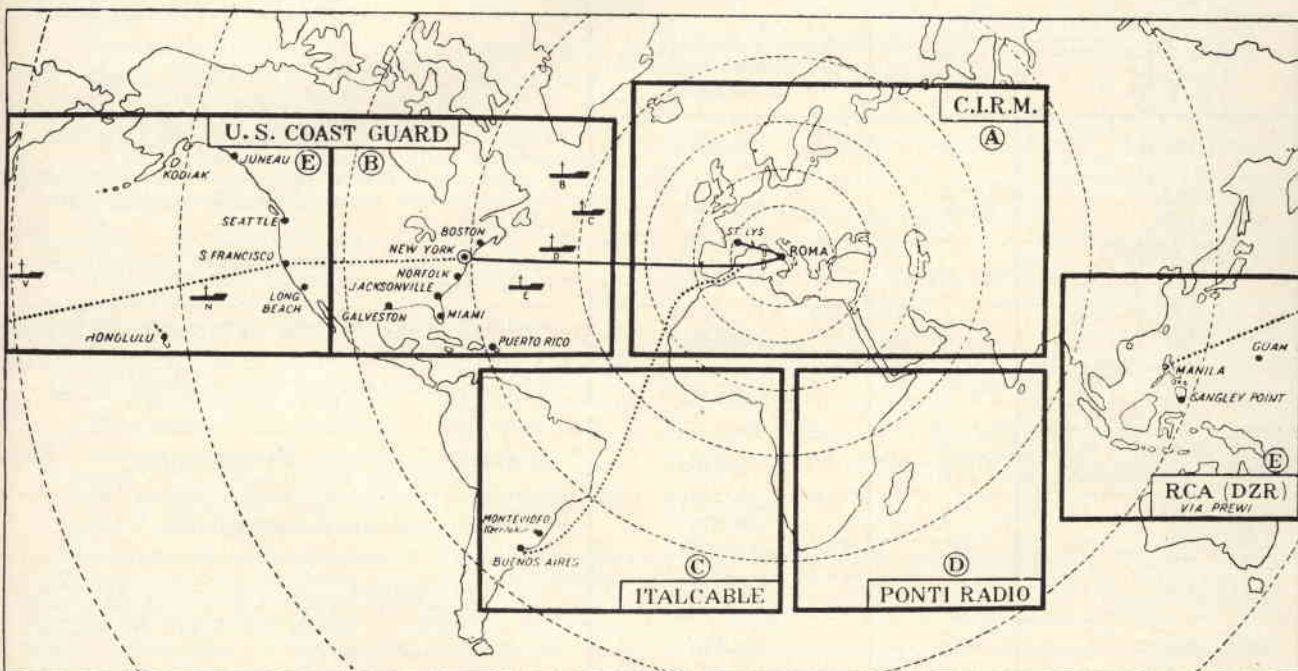 C.I.R.M.
A
U.S. COAST GUARD
E
B
JUNEAU
KODIAK
SEATTLE
S. FRANCISCO
LONG
BEACH
HONOLULU
V
N
BOSTON
NEW YORK
NORFOLK
JACKSONVILLE
GALVESTON
MIAMI
PUERTO RICO
B
C
D
E
ST LYS
ROMA
GUAM
MANILA
SANGLEY POINT
E
RCA (DZR)
VIA PREWI
MONTEVIDEO
BUENOS AIRES
C
ITALCABLE
D
PONTI RADIO